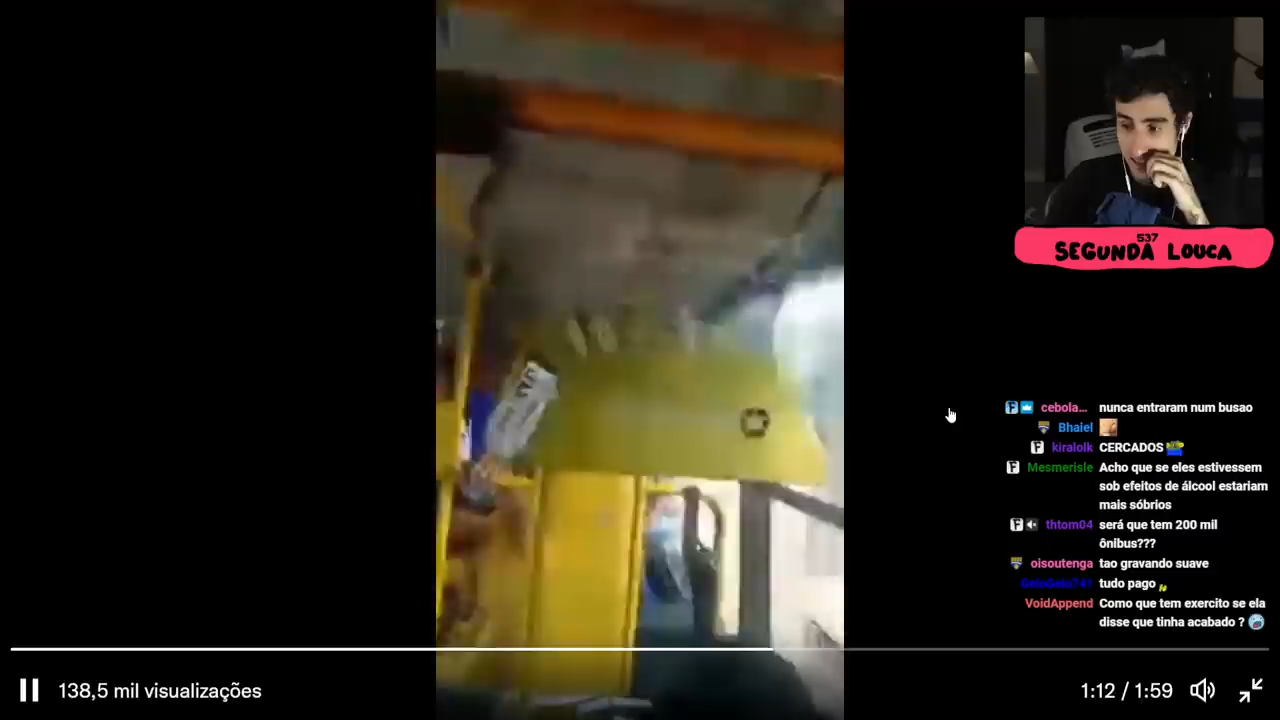 537
SEGUNDA LOUCA
cebola... nunca entraram num busao
Bhaiel
kiralolk CERCADOS
Mesmerisle Acho que se eles estivessem
sob efeitos de álcool estariam
mais sóbrios
thtom04 será que tem 200 mil
ônibus???
oisoutenga tao gravando suave
GeloGelo741 tudo pago
VoidAppend Como que tem exercito se ela
disse que tinha acabado ?
138,5 mil visualizações
1:12 / 1:59